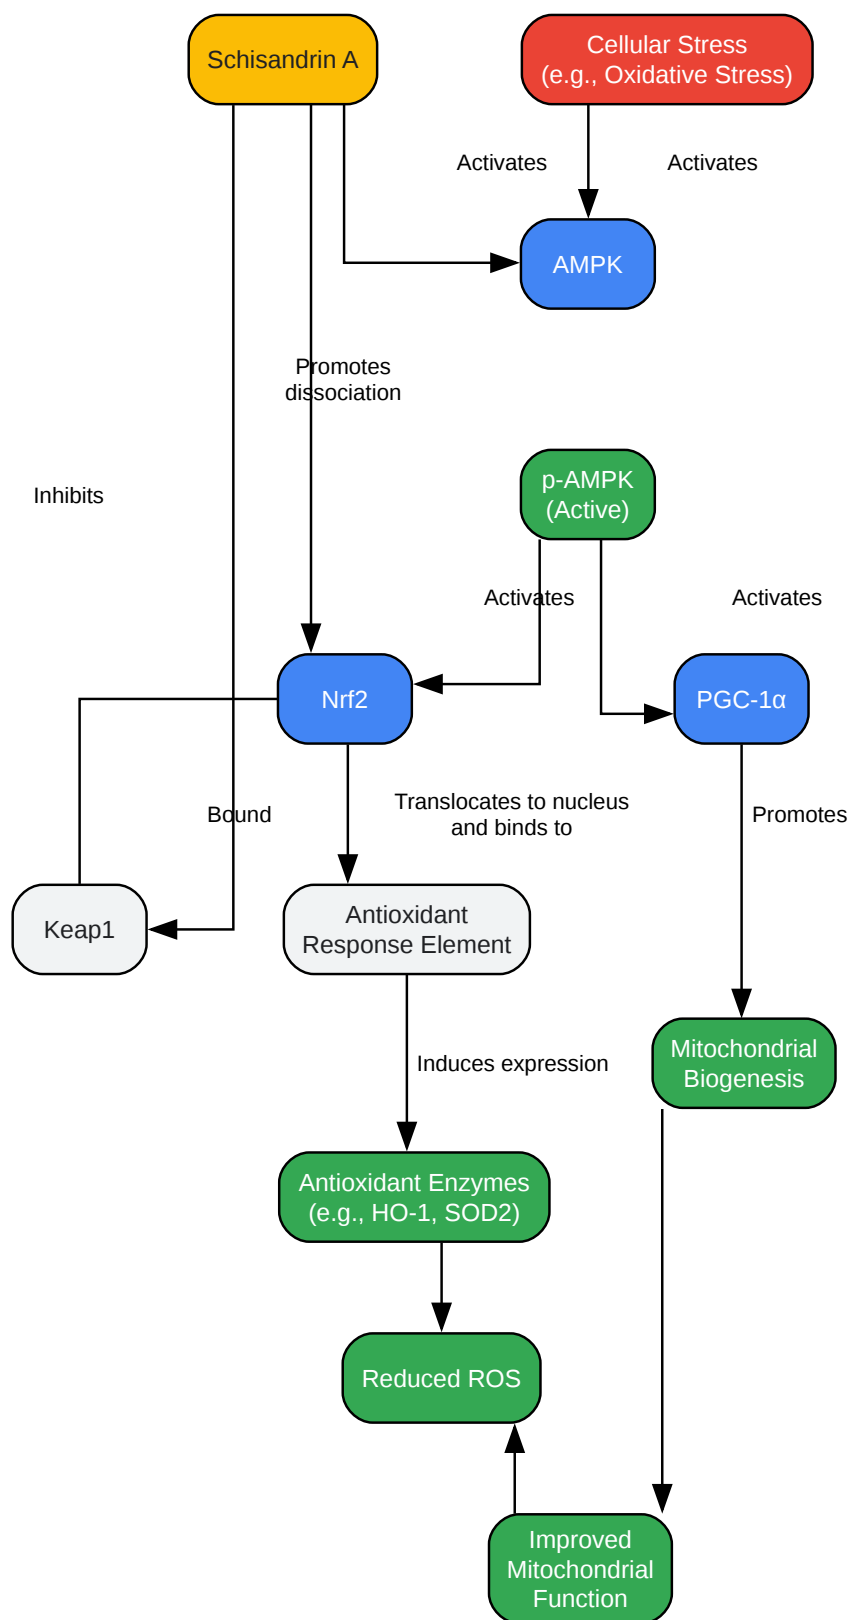 Schisandrin A
Cellular Stress
(e.g., Oxidative Stress)
Activates
Activates
AMPK
Promotes
dissociation
p-AMPK
(Active)
Inhibits
Activates
Activates
Nrf2
PGC-1α
Translocates to nucleus
and binds to
Bound
Promotes
Keap1
Antioxidant
Response Element
Mitochondrial
Biogenesis
Induces expression
Antioxidant Enzymes
(e.g., HO-1, SOD2)
Reduced ROS
Improved
Mitochondrial
Function